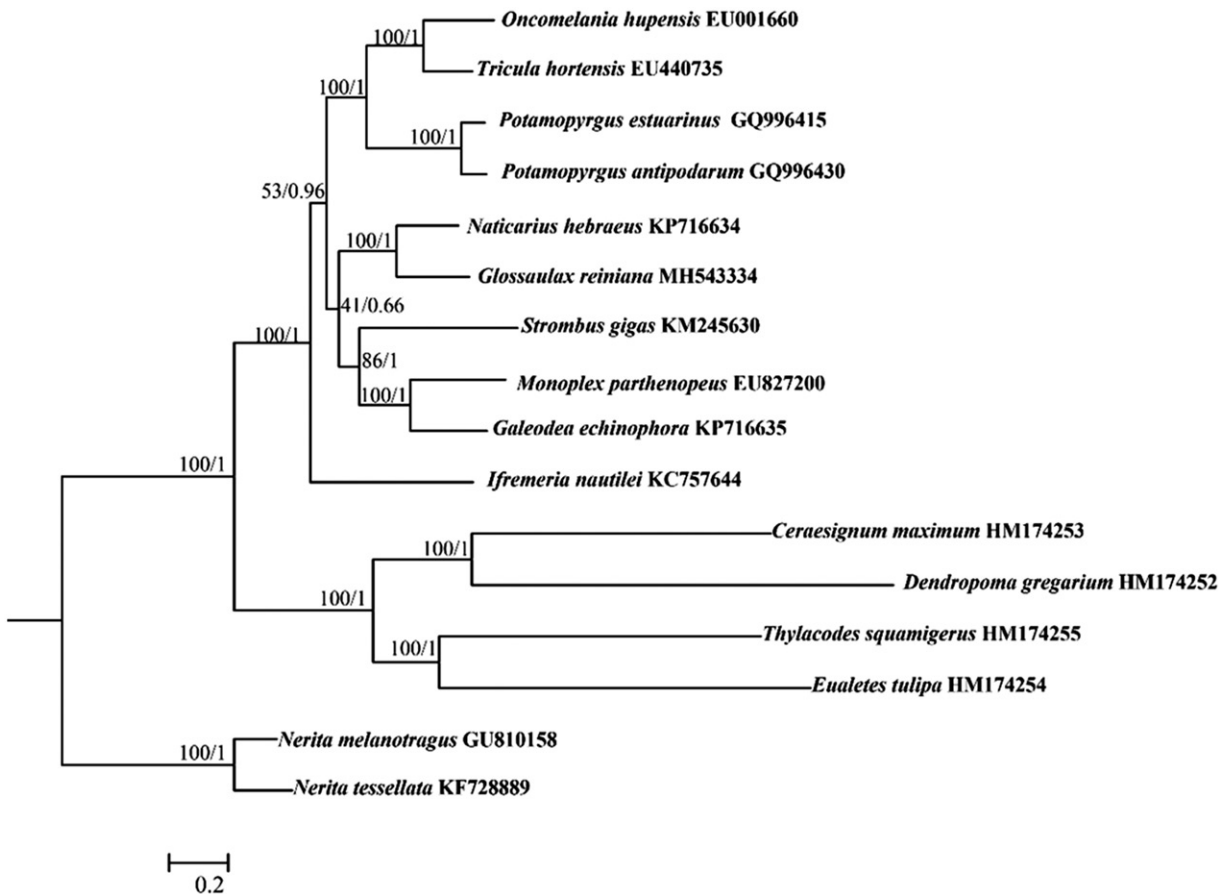 Oncomelania hupensis EU001660
100/1
Tricula hortensis EU440735
100/1
Potamopyrgus estuarinus GQ996415
100/1
Potamopyrgus antipodarum GQ996430
53/0.96
Naticarius hebraeus KP716634
100/1
Glossaulax reiniana MH543334
41/0.66
Strombus gigas KM245630
100/1
86/1
Monoplex parthenopeus EU827200
100/1
Galeodea echinophora KP716635
100/1
Ifremeria nautilei KC757644
Ceraesignum maximum HM174253
100/1
Dendropoma gregarium HM174252
100/1
Thylacodes squamigerus HM174255
100/1
Eualetes tulipa HM174254
Nerita melanotragus GU810158
100/1
Nerita tessellata KF728889
0.2